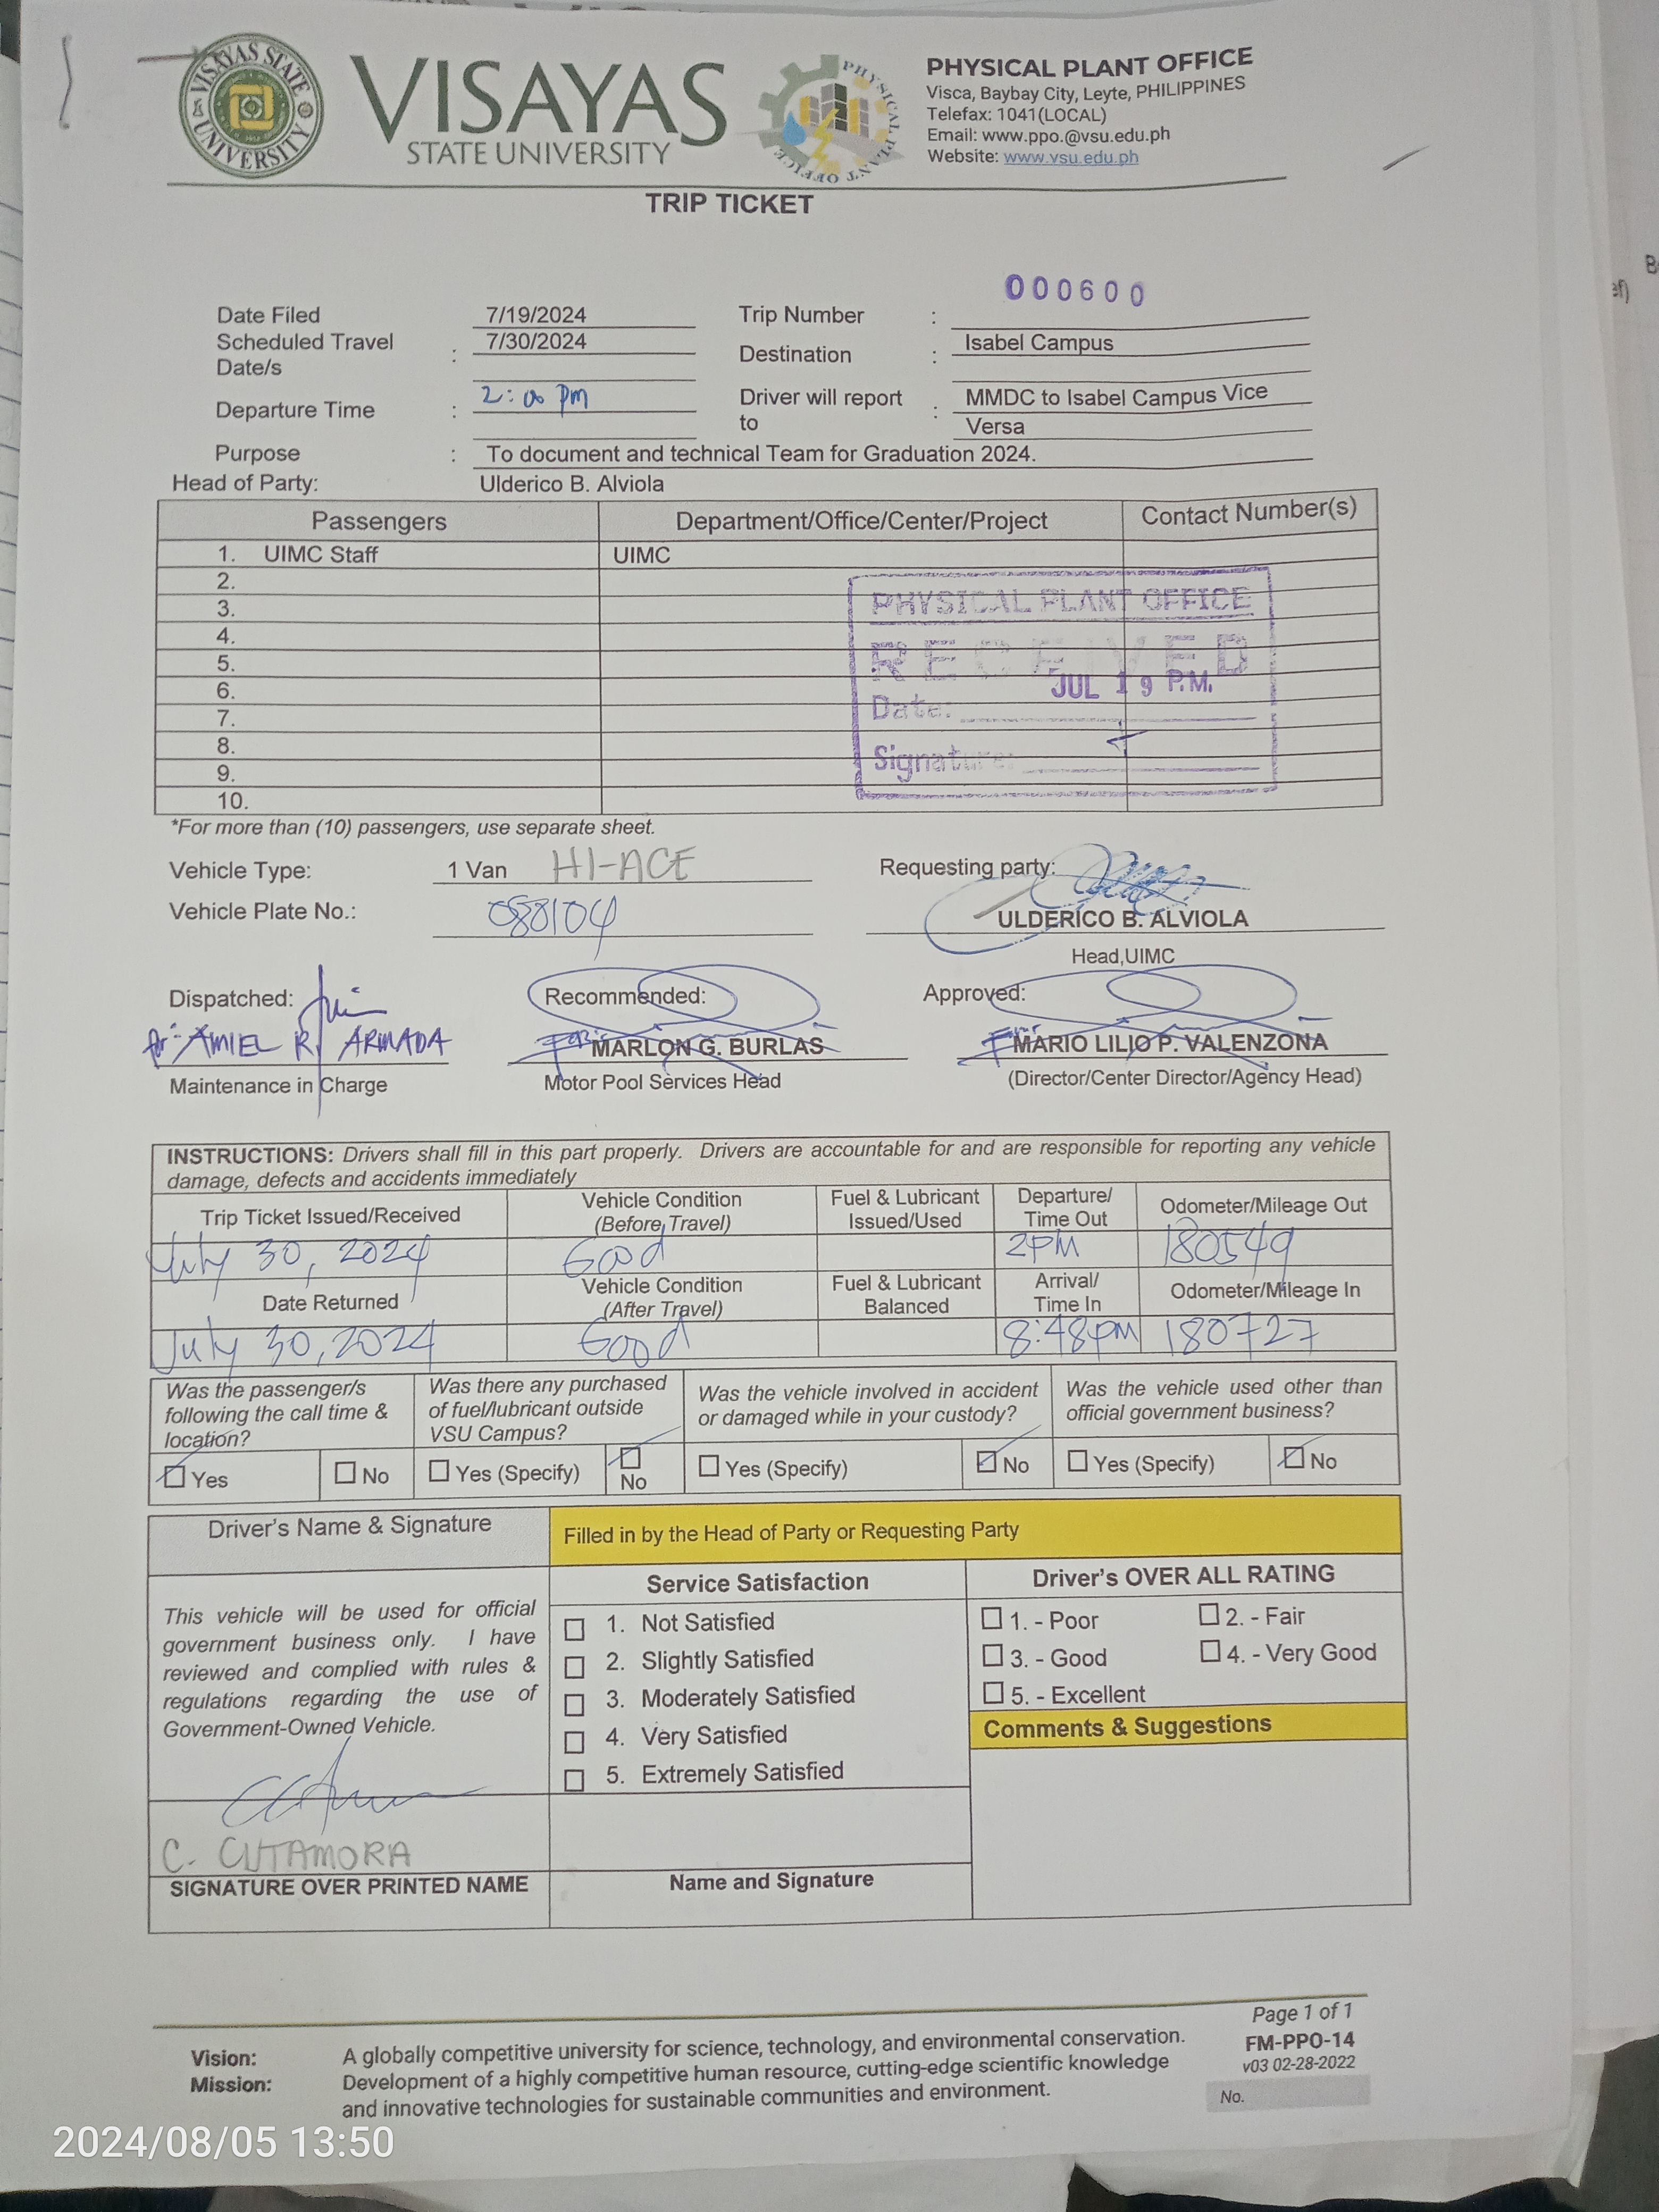 VISAYAS
STATE UNIVERSITY
VISAYAS STATE UNIVERSITY
PHYSICAL PLANT OFFICE
PHYSICAL PLANT OFFICE
Visca, Baybay City, Leyte, PHILIPPINES
Telefax: 1041(LOCAL)
Email: www.ppo.@vsu.edu.ph
Website: www.vsu.edu.ph
TRIP TICKET
000600
Date Filed 7/19/2024 Trip Number :
Scheduled Travel Date/s : 7/30/2024 Destination : Isabel Campus
Departure Time : 2:00 pm Driver will report to : MMDC to Isabel Campus Vice Versa
Purpose : To document and technical Team for Graduation 2024.
Head of Party: Ulderico B. Alviola
Passengers Department/Office/Center/Project Contact Number(s)
1. UIMC Staff UIMC
2.
3.
4.
5.
6.
7.
8.
9.
10.
PHYSICAL PLANT OFFICE
RECEIVED
JUL 19 P.M.
Date:
Signature:
*For more than (10) passengers, use separate sheet.
Vehicle Type: 1 Van HI-ACE Requesting party:
Vehicle Plate No.: 080104 ULDERICO B. ALVIOLA
Head,UIMC
Dispatched: Recommended: Approved:
for: AMIEL R. ARMADA For: MARLON G. BURLAS For: MARIO LILIO P. VALENZONA
Maintenance in Charge Motor Pool Services Head (Director/Center Director/Agency Head)
INSTRUCTIONS: Drivers shall fill in this part properly. Drivers are accountable for and are responsible for reporting any vehicle
damage, defects and accidents immediately
Trip Ticket Issued/Received Vehicle Condition (Before Travel) Fuel & Lubricant Issued/Used Departure/ Time Out Odometer/Mileage Out
July 30, 2024 Good 2PM 180549
Date Returned Vehicle Condition (After Travel) Fuel & Lubricant Balanced Arrival/ Time In Odometer/Mileage In
July 30, 2024 Good 8:48pm 180727
Was the passenger/s following the call time & location?
Was there any purchased of fuel/lubricant outside VSU Campus?
Was the vehicle involved in accident or damaged while in your custody?
Was the vehicle used other than official government business?
Yes No Yes (Specify) No Yes (Specify) No Yes (Specify) No
Driver's Name & Signature Filled in by the Head of Party or Requesting Party
This vehicle will be used for official
government business only. I have
reviewed and complied with rules &
regulations regarding the use of
Government-Owned Vehicle.
C. CUTAMORA
SIGNATURE OVER PRINTED NAME
Service Satisfaction
1. Not Satisfied
2. Slightly Satisfied
3. Moderately Satisfied
4. Very Satisfied
5. Extremely Satisfied
Name and Signature
Driver's OVER ALL RATING
1. - Poor 2. - Fair
3. - Good 4. - Very Good
5. - Excellent
Comments & Suggestions
Page 1 of 1
FM-PPO-14
v03 02-28-2022
No.
Vision: A globally competitive university for science, technology, and environmental conservation.
Mission: Development of a highly competitive human resource, cutting-edge scientific knowledge
and innovative technologies for sustainable communities and environment.
2024/08/05 13:50